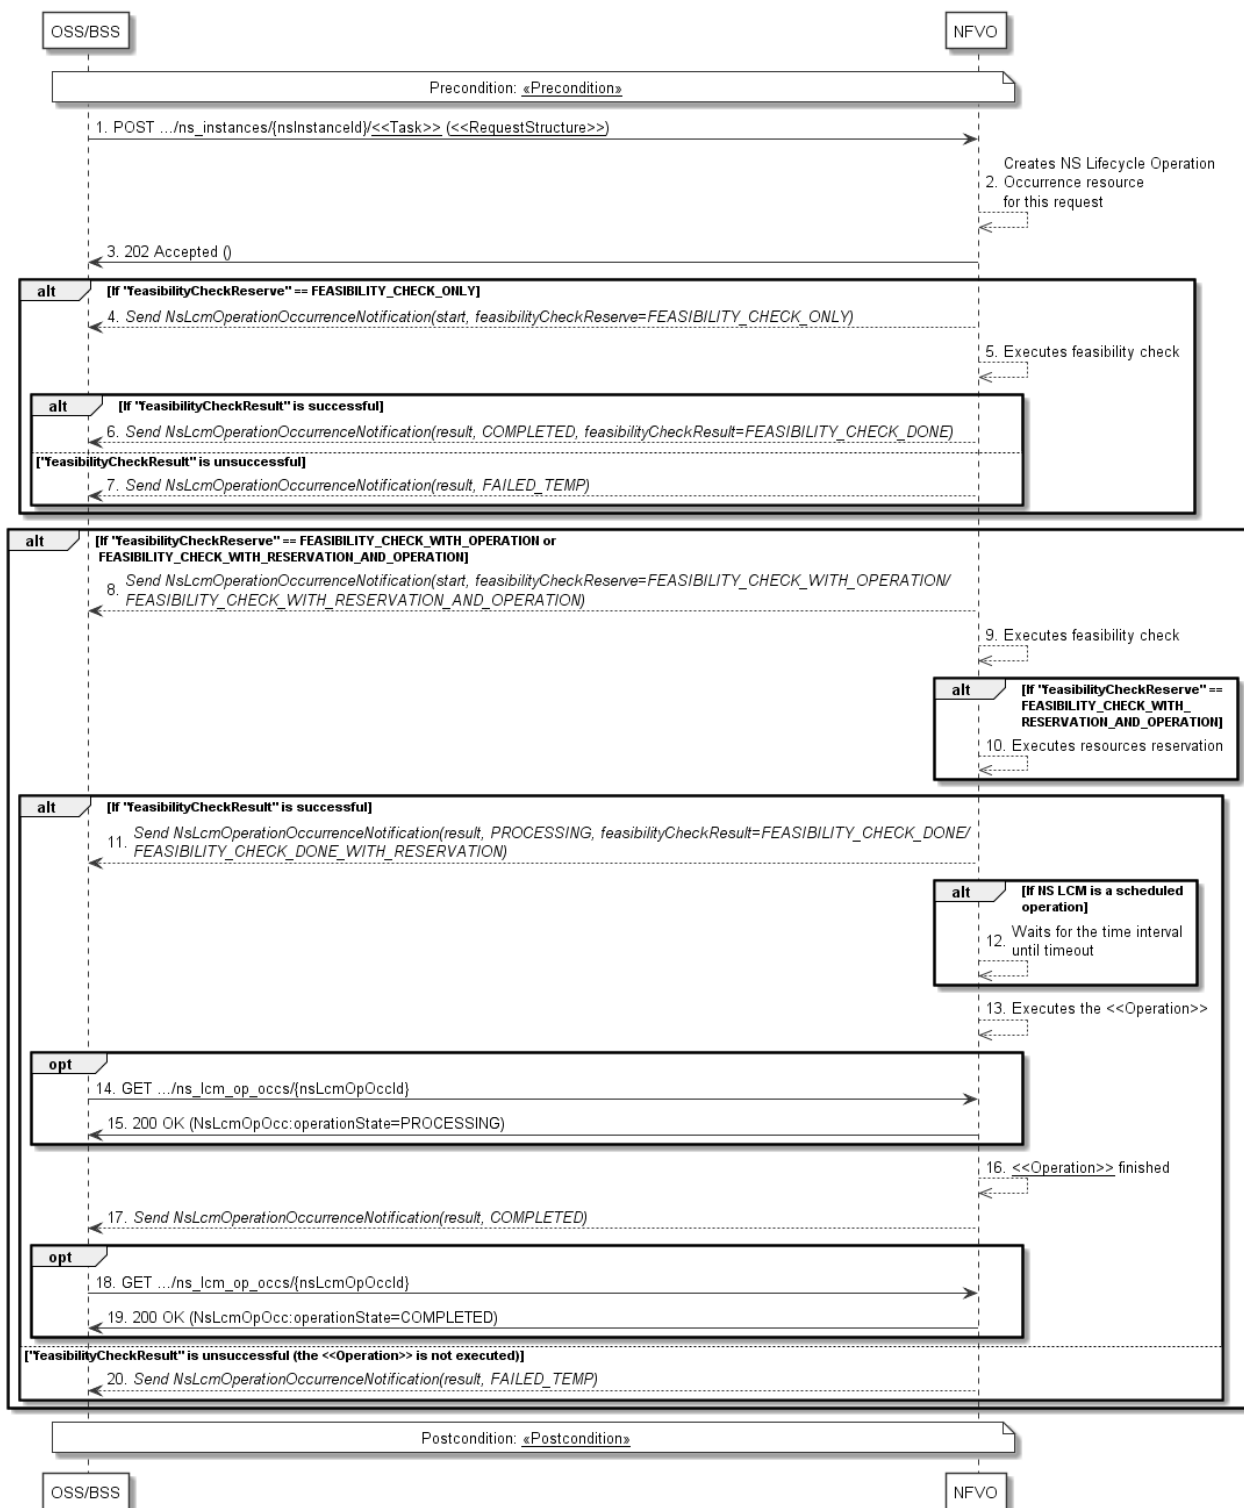 OSS/BSS
NFVO
Precondition: «Precondition»
1. POST .../ns_instances/{nsInstanceId}/<<Task>> (<<RequestStructure>>)
Creates NS Lifecycle Operation
2. Occurrence resource
for this request
3. 202 Accepted ()
alt
[If "feasibilityCheckReserve" == FEASIBILITY_CHECK_ONLY]
4. Send NsLcmOperationOccurrenceNotification(start, feasibilityCheckReserve=FEASIBILITY_CHECK_ONLY)
5. Executes feasibility check
alt
[If "feasibilityCheckResult" is successful]
6. Send NsLcmOperationOccurrenceNotification(result, COMPLETED, feasibilityCheckResult=FEASIBILITY_CHECK_DONE)
["feasibilityCheckResult" is unsuccessful]
7. Send NsLcmOperationOccurrenceNotification(result, FAILED_TEMP)
alt
[If "feasibilityCheckReserve" == FEASIBILITY_CHECK_WITH_OPERATION or
FEASIBILITY_CHECK_WITH_RESERVATION_AND_OPERATION]
8. Send NsLcmOperationOccurrenceNotification(start, feasibilityCheckReserve=FEASIBILITY_CHECK_WITH_OPERATION/
FEASIBILITY_CHECK_WITH_RESERVATION_AND_OPERATION)
9. Executes feasibility check
alt
[If "feasibilityCheckReserve" ==
FEASIBILITY_CHECK_WITH_
RESERVATION_AND_OPERATION]
10. Executes resources reservation
alt
[If "feasibilityCheckResult" is successful]
11. Send NsLcmOperationOccurrenceNotification(result, PROCESSING, feasibilityCheckResult=FEASIBILITY_CHECK_DONE/
FEASIBILITY_CHECK_DONE_WITH_RESERVATION)
alt
[If NS LCM is a scheduled
operation]
12. Waits for the time interval
until timeout
13. Executes the <<Operation>>
opt
14. GET .../ns_lcm_op_occs/{nsLcmOpOccId}
15. 200 OK (NsLcmOpOcc:operationState=PROCESSING)
16. <<Operation>> finished
17. Send NsLcmOperationOccurrenceNotification(result, COMPLETED)
opt
18. GET .../ns_lcm_op_occs/{nsLcmOpOccId}
19. 200 OK (NsLcmOpOcc:operationState=COMPLETED)
["feasibilityCheckResult" is unsuccessful (the <<Operation>> is not executed)]
20. Send NsLcmOperationOccurrenceNotification(result, FAILED_TEMP)
Postcondition: «Postcondition»
OSS/BSS
NFVO